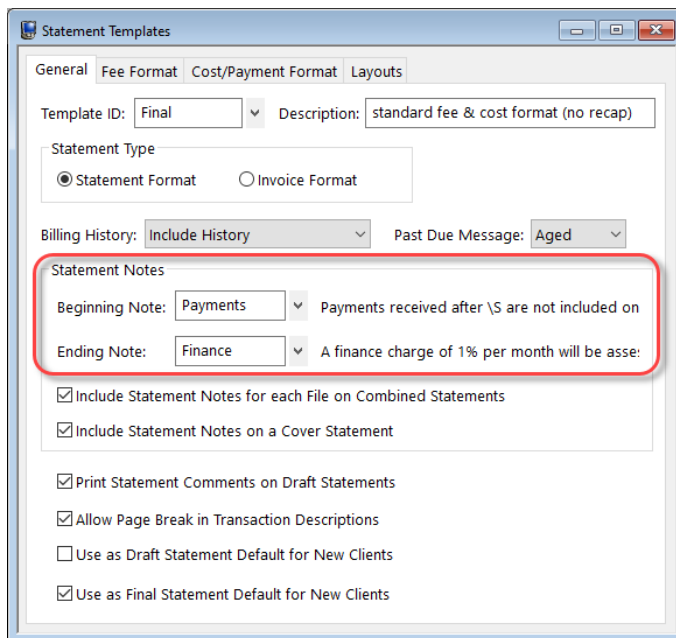 Statement Templates
General Fee Format Cost/Payment Format Layouts
Template ID: Final Description: standard fee & cost format (no recap)
Statement Type
Statement Format Invoice Format
Billing History: Include History Past Due Message: Aged
Statement Notes
Beginning Note: Payments Payments received after \S are not included on
Ending Note: Finance A finance charge of 1% per month will be asse
Include Statement Notes for each File on Combined Statements
Include Statement Notes on a Cover Statement
Print Statement Comments on Draft Statements
Allow Page Break in Transaction Descriptions
Use as Draft Statement Default for New Clients
Use as Final Statement Default for New Clients